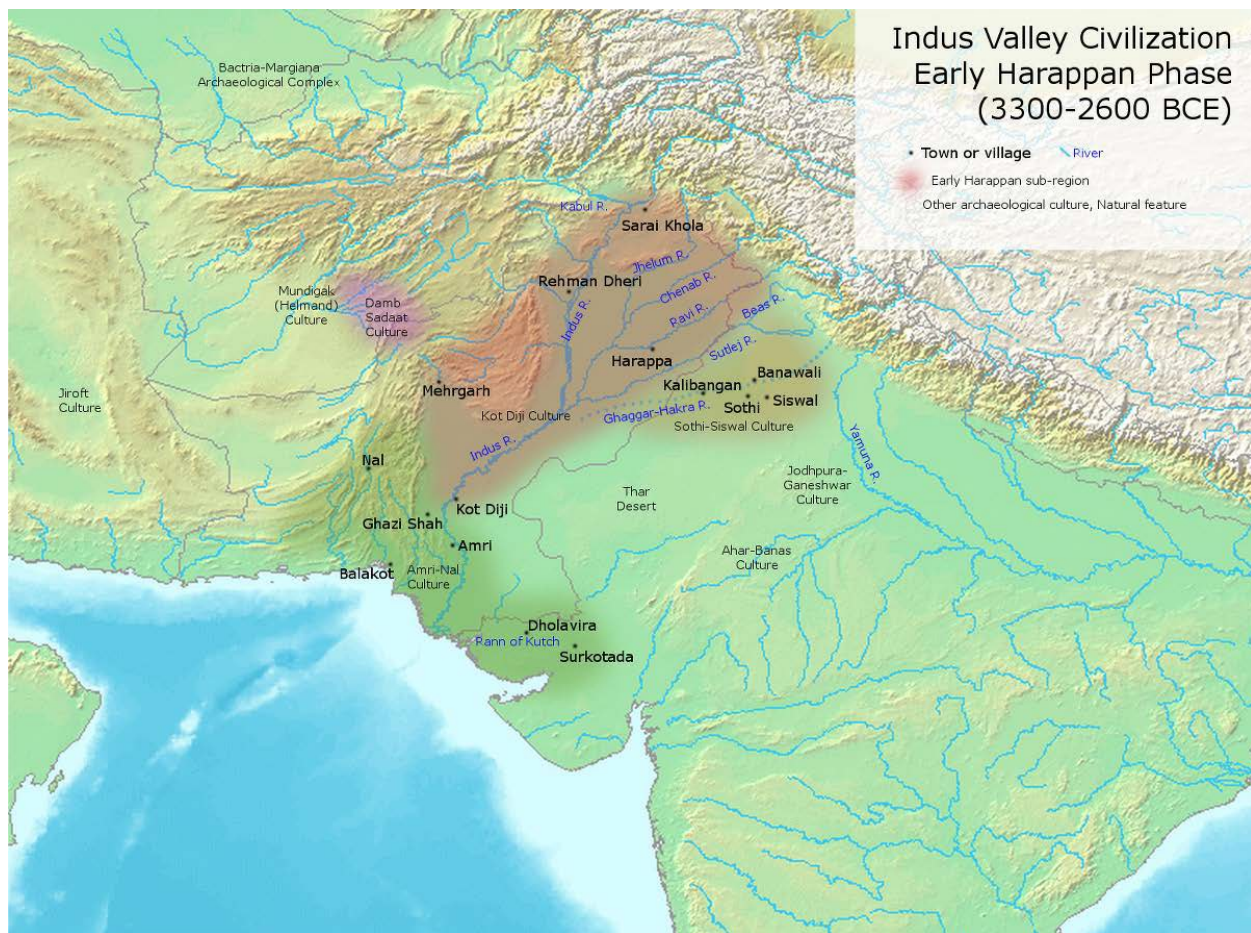 Indus Valley Civilization
Early Harappan Phase
(3300-2600 BCE)
Town or village
River
Early Harappan sub-region
Other archaeological culture, Natural feature
Bactria-Margiana
Archaeological Complex
Kabul R.
Sarai Khola
Jhelum R.
Rehman Dheri
Chenab R.
Mundigak
(Helmand)
Culture
Damb
Sadaat
Culture
Indus R.
Ravi R.
Beas R.
Harappa
Sutlej R.
Banawali
Mehrgarh
Kalibangan
Jiroft
Culture
Sothi
Siswal
Kot Diji Culture
Ghaggar-Hakra R.
Sothi-Siswal Culture
Indus R.
Yamuna R.
Nal
Jodhpura-
Ganeshwar
Culture
Thar
Desert
Kot Diji
Ghazi Shah
Amri
Ahar-Banas
Culture
Balakot
Amri-Nal
Culture
Dholavira
Rann of Kutch
Surkotada